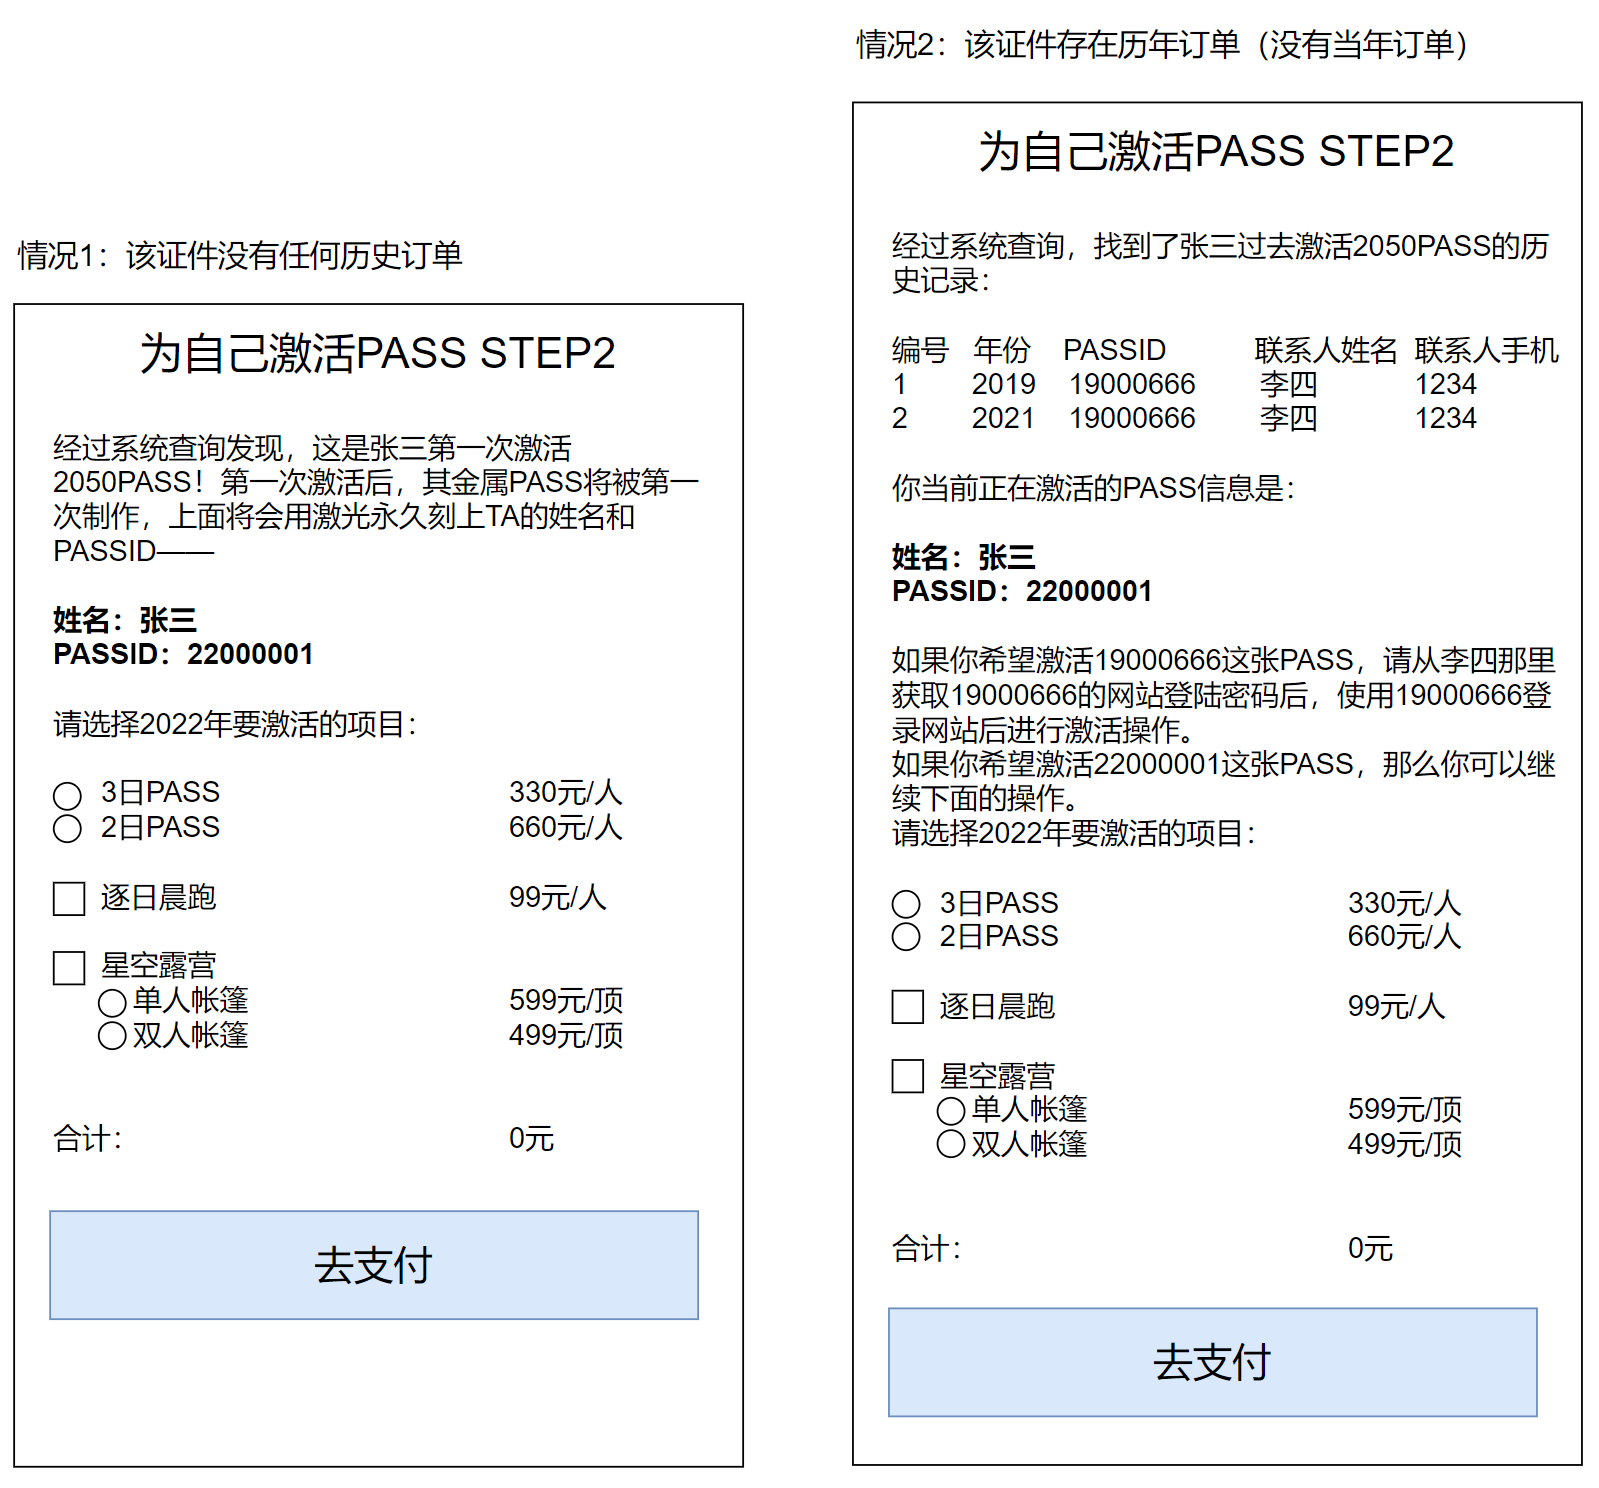 情况1：该证件没有任何历史订单
为自己激活PASS STEP2
经过系统查询发现，这是张三第一次激活
2050PASS！第一次激活后，其金属PASS将被第一
次制作，上面将会用激光永久刻上TA的姓名和
PASSID——
姓名：张三
PASSID：22000001
请选择2022年要激活的项目：
3日PASS 330元/人
2日PASS 660元/人
逐日晨跑 99元/人
星空露营
单人帐篷 599元/顶
双人帐篷 499元/顶
合计： 0元
去支付
情况2：该证件存在历年订单（没有当年订单）
为自己激活PASS STEP2
经过系统查询，找到了张三过去激活2050PASS的历
史记录：
编号 年份 PASSID 联系人姓名 联系人手机
1 2019 19000666 李四 1234
2 2021 19000666 李四 1234
你当前正在激活的PASS信息是：
姓名：张三
PASSID：22000001
如果你希望激活19000666这张PASS，请从李四那里
获取19000666的网站登陆密码后，使用19000666登
录网站后进行激活操作。
如果你希望激活22000001这张PASS，那么你可以继
续下面的操作。
请选择2022年要激活的项目：
3日PASS 330元/人
2日PASS 660元/人
逐日晨跑 99元/人
星空露营
单人帐篷 599元/顶
双人帐篷 499元/顶
合计： 0元
去支付